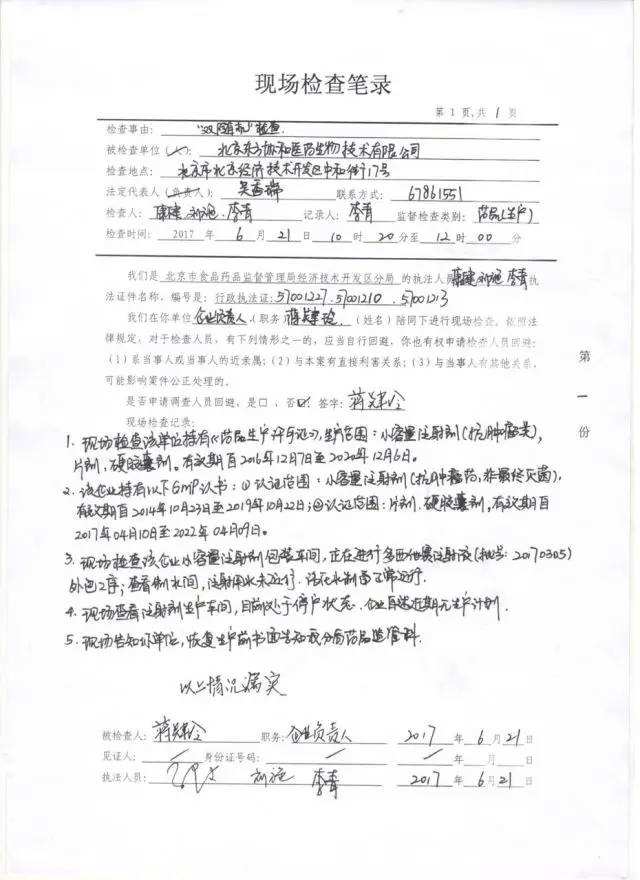 现场检查笔录
第 1 页,共 1 页
检查事由: "双随机"检查.
被检查单位(人): 北京东方协和医药生物技术有限公司
检查地点: 北京市北京经济技术开发区中和街17号
法定代表人(负责人): 吴 瑞 联系方式: 67861551
检查人: 康健 刘 李青 记录人: 李青 监督检查类别: 药品(生产)
检查时间: 2017 年 6 月 21 日 10 时 20 分至 12 时 00 分
我们是 北京市食品药品监督管理局经济技术开发区分局 的执法人员康健 刘 李青执
法证件名称、编号是: 行政执法证:57001227、57001210、57001213
我们在你单位企业负责人(职务)蒋 玲(姓名)陪同下进行现场检查。依照法
律规定,对于检查人员,有下列情形之一的,应当自行回避,你也有权申请检查人员回避:
(1)系当事人或当事人的近亲属;(2)与本案有直接利害关系;(3)与当事人有其他关系,
可能影响案件公正处理的。
是否申请调查人员回避,是口,否☑ 签字: 蒋 玲
现场检查记录:
1. 现场检查该单位持有《药品生产许可证》,生产范围:小容量注射剂(抗肿瘤类),
片剂、硬胶囊剂。有效期自2016年12月7日至2020年12月6日。
2. 该企业持有以下GMP认书:①认证范围:小容量注射剂(抗肿瘤药,非最终灭菌),
有效期自2014年10月23日至2019年10月22日;②认证范围:片剂、硬胶囊剂,有效期自
2017年04月10日至2022年04月09日。
3. 现场检查该企业小容量注射剂包装车间,正在进行多西他赛注射液(批号:20170305)
外包工序;查看制水间,注射用水未运行,纯化水制备正常运行.
4. 现场查看注射剂生产车间,目前处于停产状态,企业自述近期无生产计划.
5. 现场告知你单位,恢复生产前书面告知我分局药品监管科.
以上情况属实
第
一
份
被检查人: 蒋 玲 职务: 企业负责人 2017 年 6 月 21 日
见证人: / 身份证号码: / / 年 月 日
执法人员: 刘 李青 2017 年 6 月 21 日